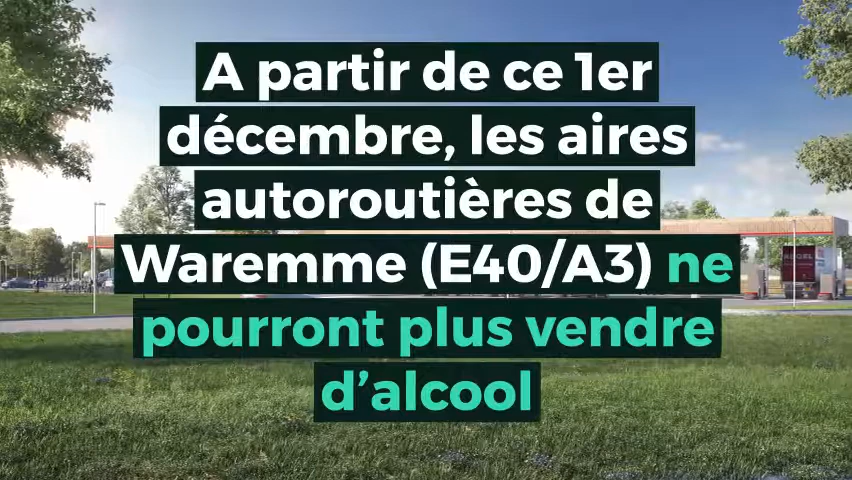 A partir de ce 1er
décembre, les aires
autoroutières de
Waremme (E40/A3) ne
pourront plus vendre
d'alcool